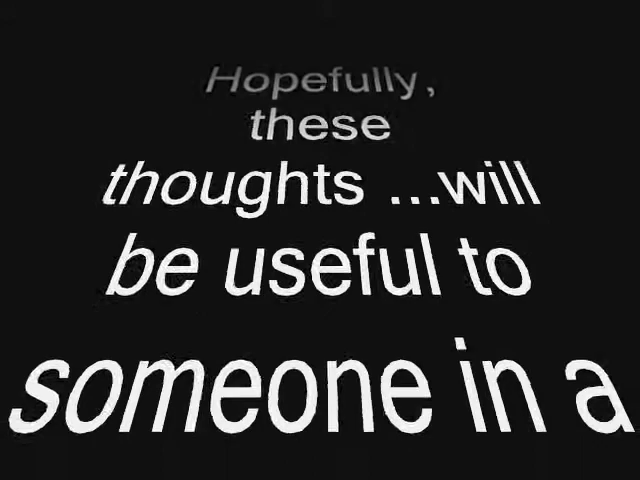 Hopefully,
these
thoughts ...will
be useful to
someone in a